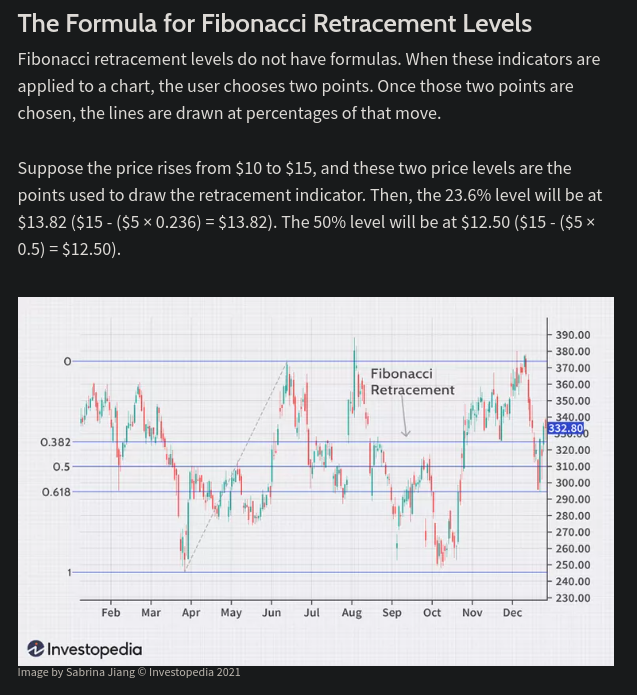 The Formula for Fibonacci Retracement Levels
Fibonacci retracement levels do not have formulas. When these indicators are
applied to a chart, the user chooses two points. Once those two points are
chosen, the lines are drawn at percentages of that move.
Suppose the price rises from $10 to $15, and these two price levels are the
points used to draw the retracement indicator. Then, the 23.6% level will be at
$13.82 ($15 - ($5 × 0.236) = $13.82). The 50% level will be at $12.50 ($15 - ($5 ×
0.5) = $12.50).
390.00
380.00
0
370.00
Fibonacci
Retracement
360.00
350.00
340.00
332.80
0.382
320.00
0.5
310.00
300.00
0.618
290.00
280.00
270.00
260.00
250.00
1
240.00
230.00
Feb Mar Apr May Jun Jul Aug Sep Oct Nov Dec
Investopedia
Image by Sabrina Jiang © Investopedia 2021